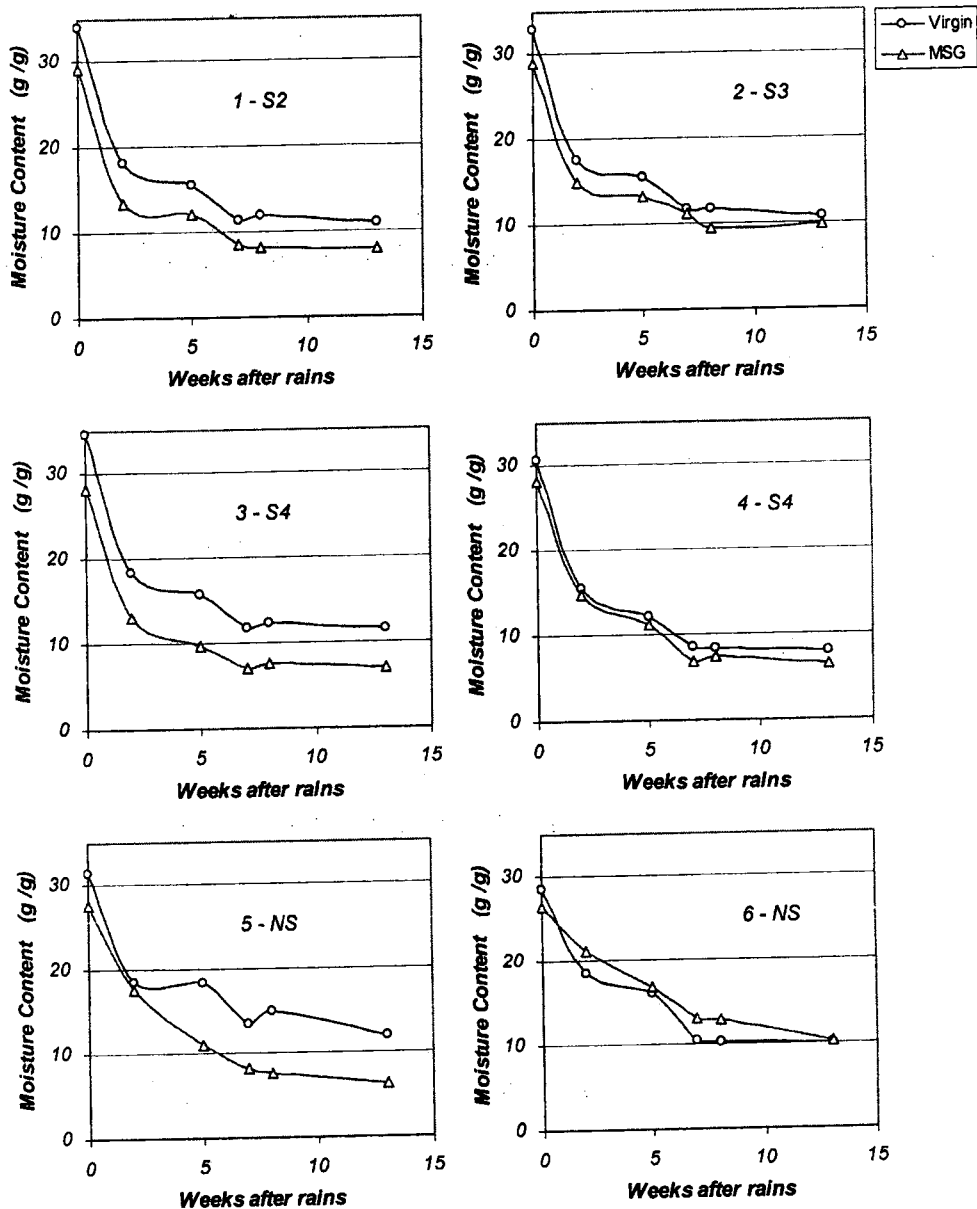 Virgin
MSG
Moisture Content (g /g)
30
20
10
0
1 - S2
0 5 10 15
Weeks after rains
Moisture Content (g /g)
30
20
10
0
2 - S3
0 5 10 15
Weeks after rains
Moisture Content (g /g)
30
20
10
0
3 - S4
0 5 10 15
Weeks after rains
Moisture Content (g /g)
30
20
10
0
4 - S4
0 5 10 15
Weeks after rains
Moisture Content (g /g)
30
20
10
0
5 - NS
0 5 10 15
Weeks after rains
Moisture Content (g /g)
30
20
10
0
6 - NS
0 5 10 15
Weeks after rains